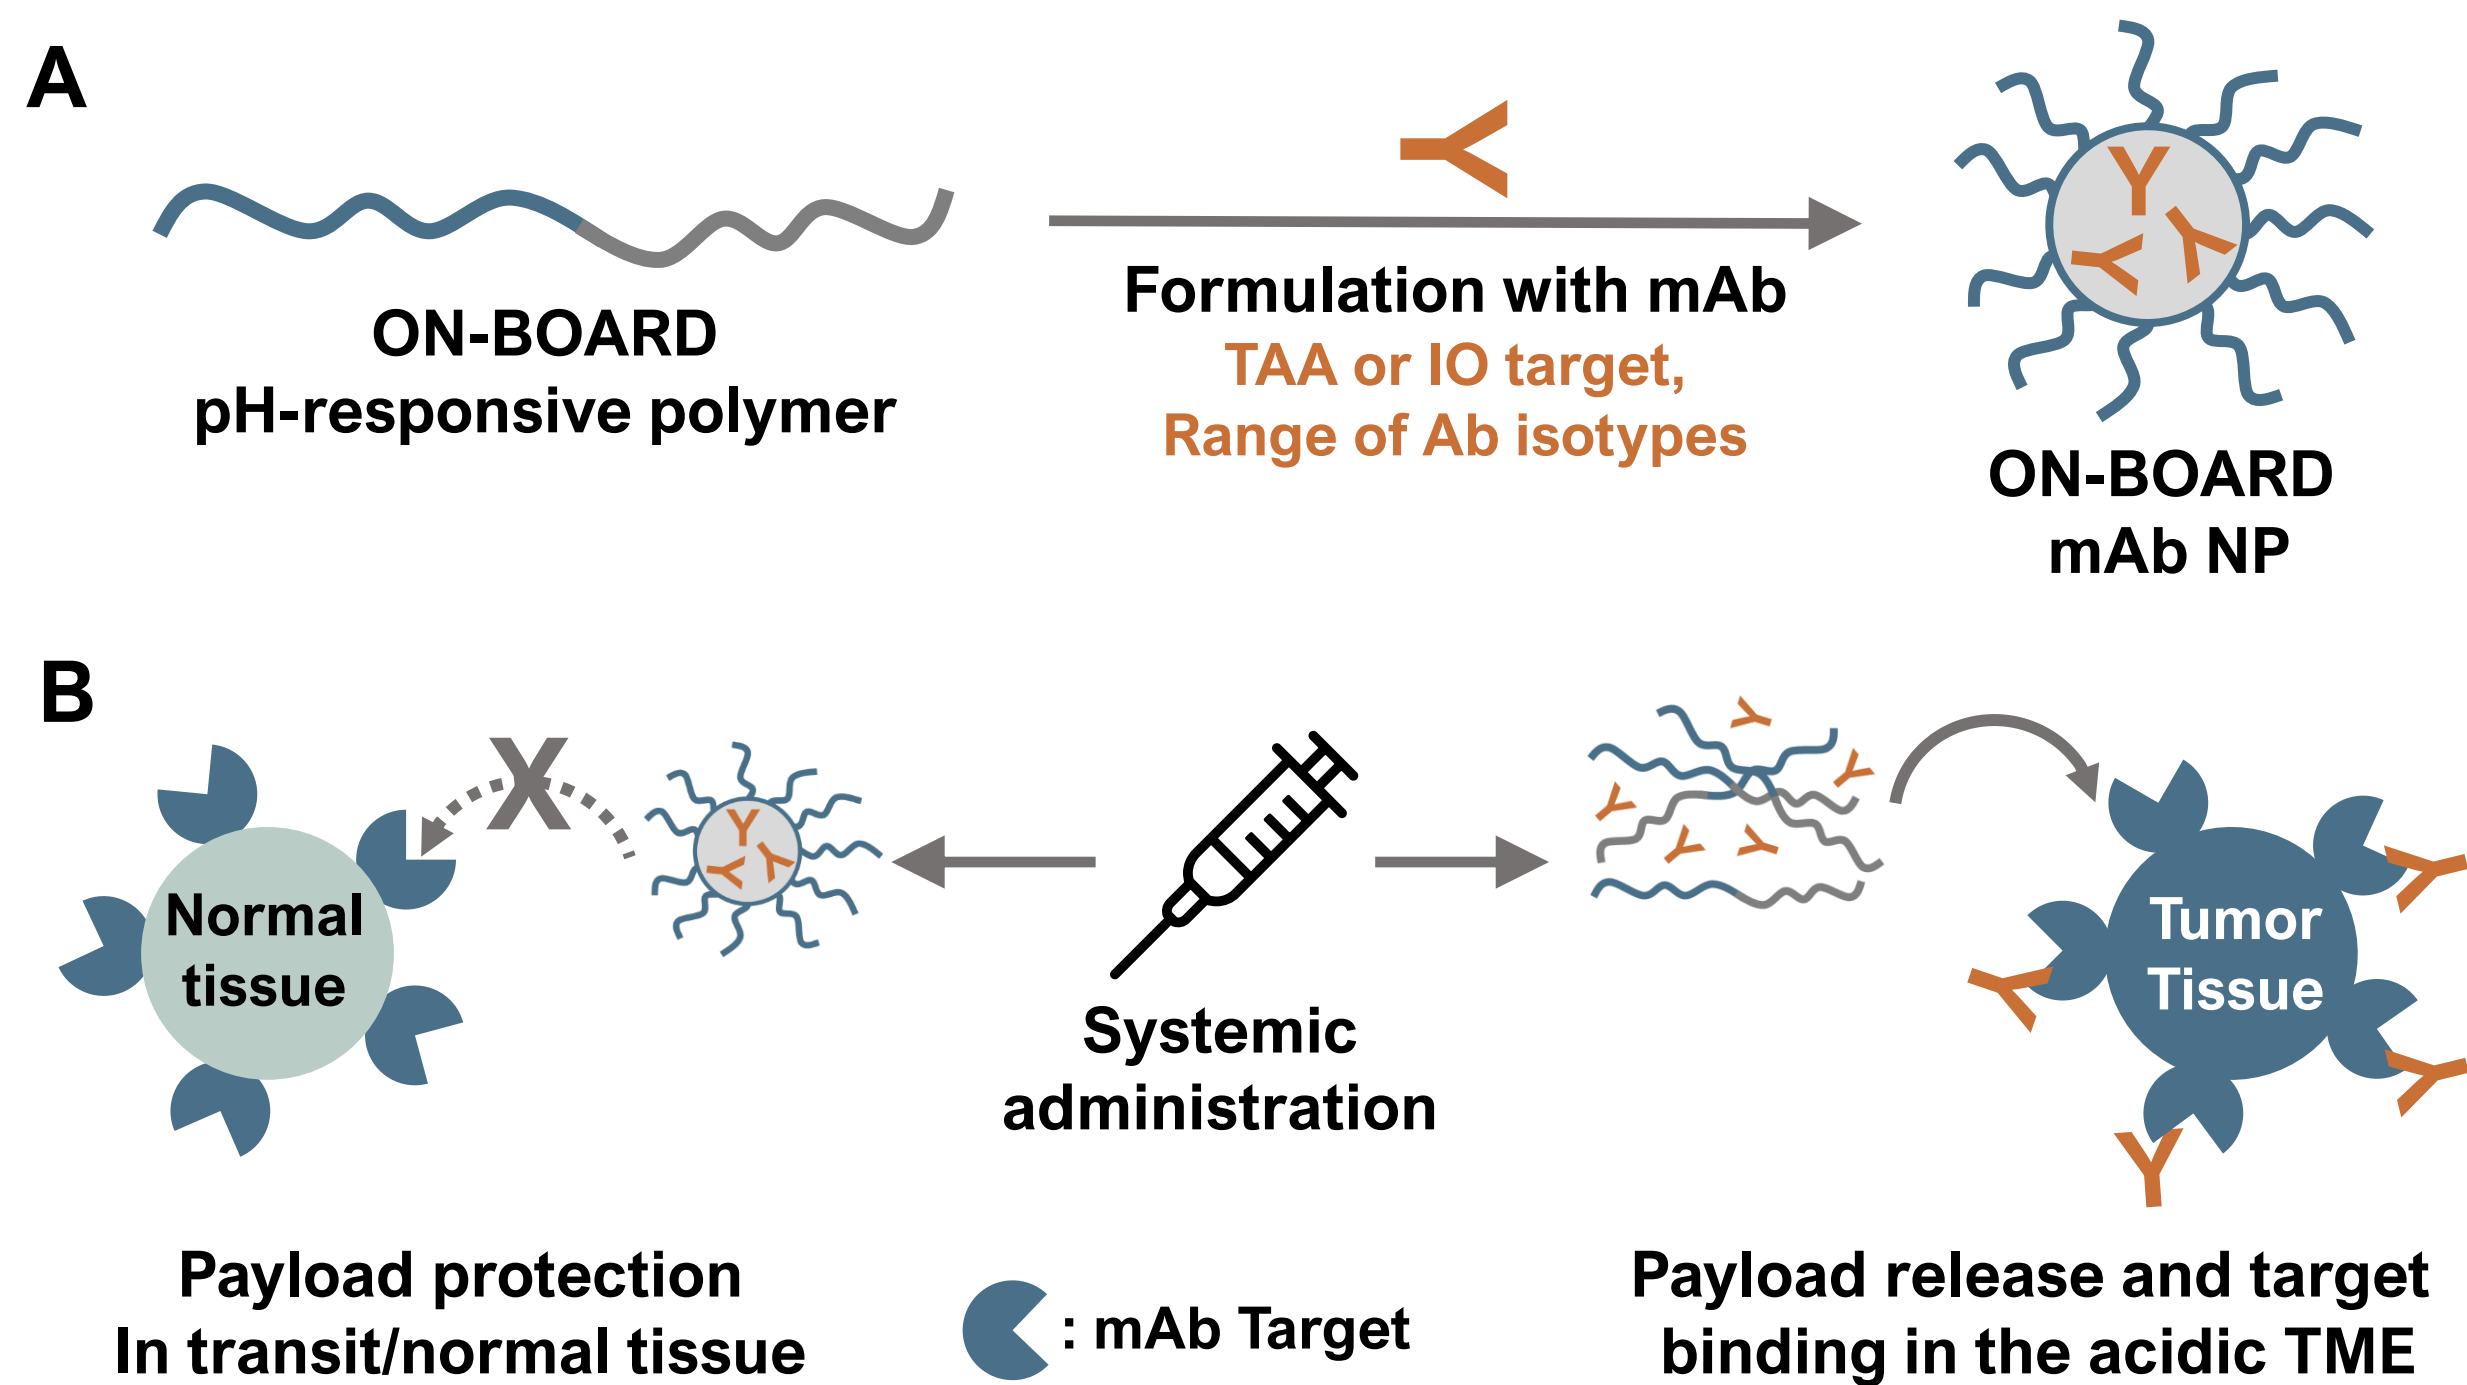 A
ON-BOARD
pH-responsive polymer
Formulation with mAb
TAA or IO target,
Range of Ab isotypes
ON-BOARD
mAb NP
B
X
Normal
tissue
Systemic
administration
Tumor
Tissue
Payload protection
In transit/normal tissue
: mAb Target
Payload release and target
binding in the acidic TME